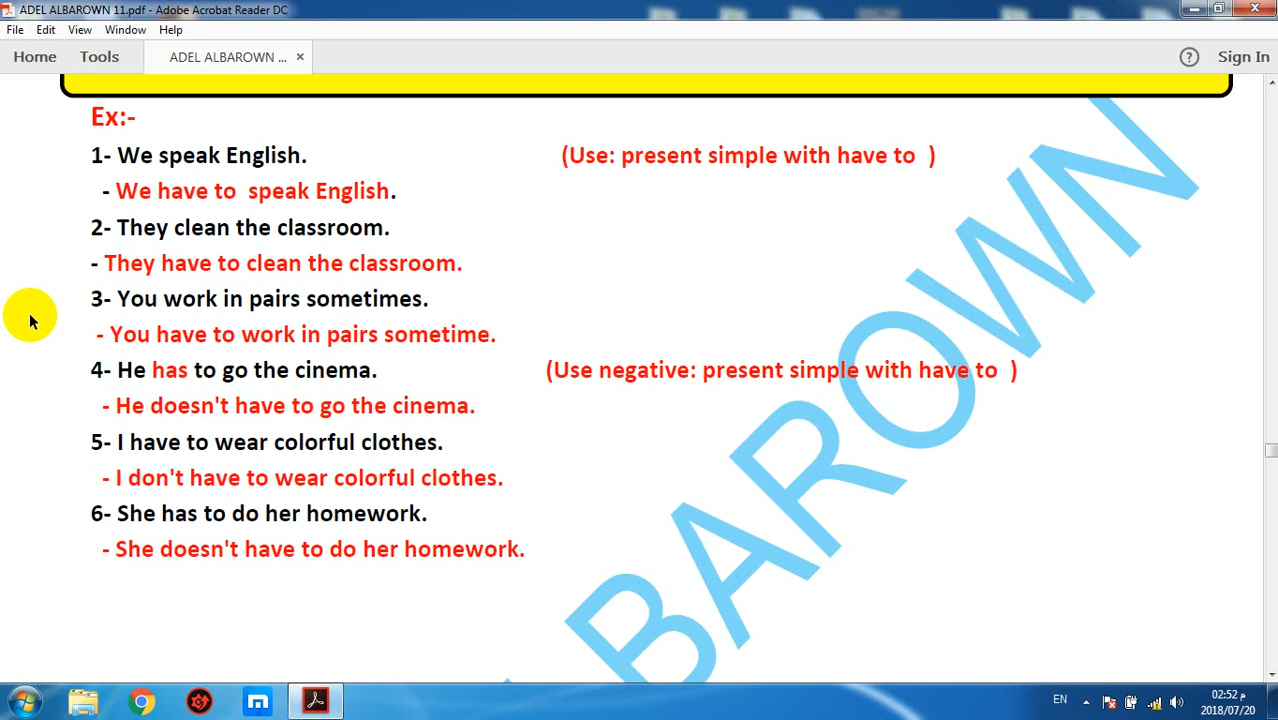 ADEL ALBAROWN 11.pdf - Adobe Acrobat Reader DC
File Edit View Window Help
Home Tools ADEL ALBAROWN ... × ? Sign In
Ex:-
1- We speak English. (Use: present simple with have to )
- We have to speak English.
2- They clean the classroom.
- They have to clean the classroom.
3- You work in pairs sometimes.
- You have to work in pairs sometime.
4- He has to go the cinema. (Use negative: present simple with have to )
- He doesn't have to go the cinema.
5- I have to wear colorful clothes.
- I don't have to wear colorful clothes.
6- She has to do her homework.
- She doesn't have to do her homework.
BAROWN
EN 02:52 م
2018/07/20